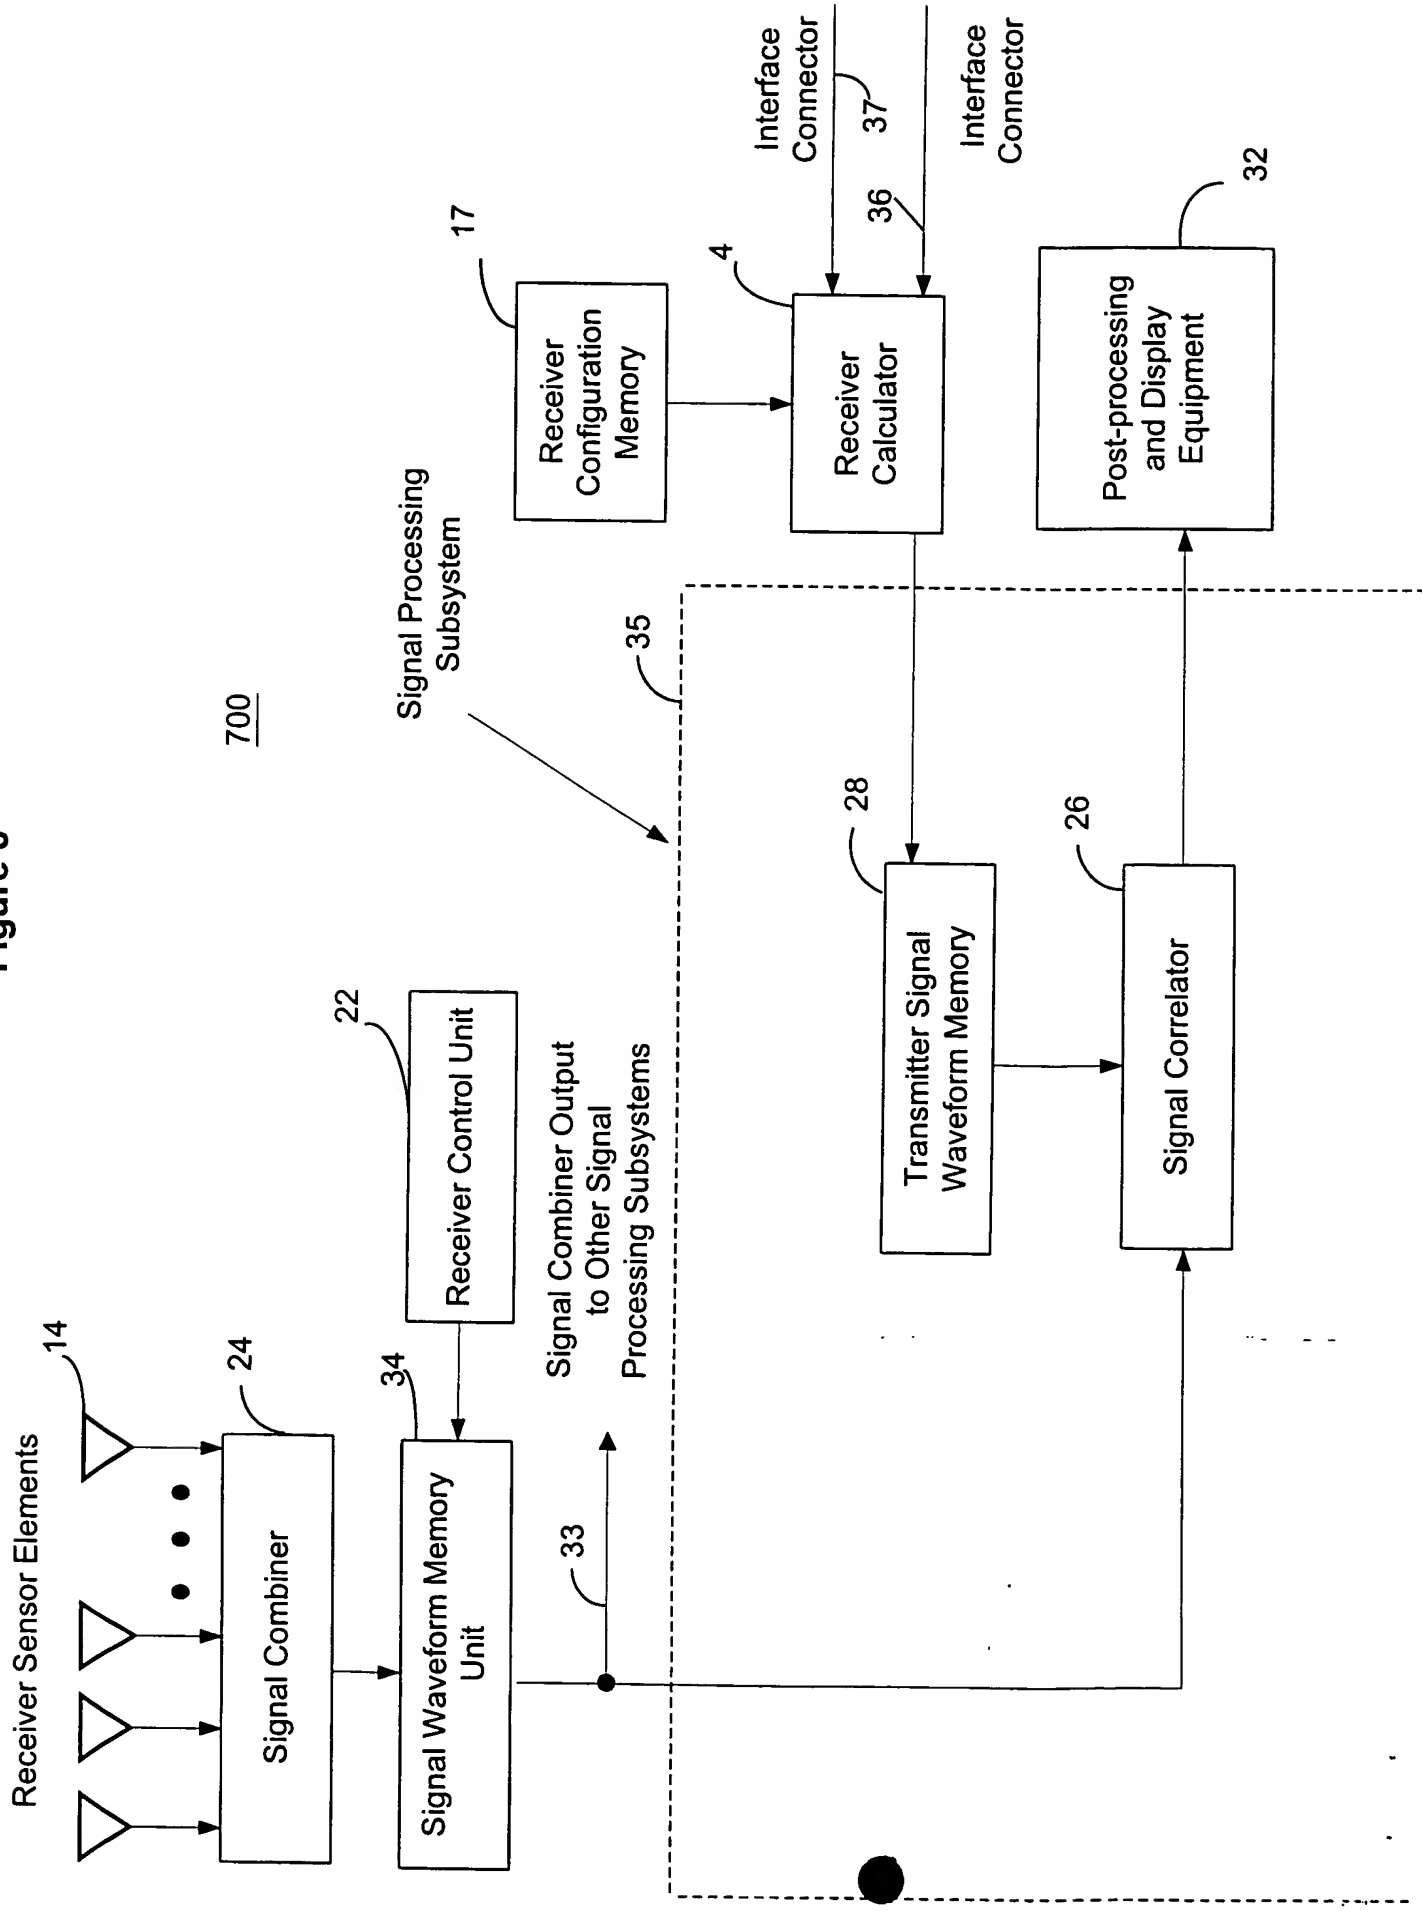 Figure
700
Receiver Sensor Elements
14
Signal Combiner
24
Signal Waveform Memory
Unit
34
Receiver Control Unit
22
33
Signal Combiner Output
to Other Signal
Processing Subsystems
Signal Processing
Subsystem
35
Receiver
Configuration
Memory
17
Receiver
Calculator
4
Interface
Connector
37
36
Interface
Connector
Transmitter Signal
Waveform Memory
28
Signal Correlator
26
Post-processing
and Display
Equipment
32